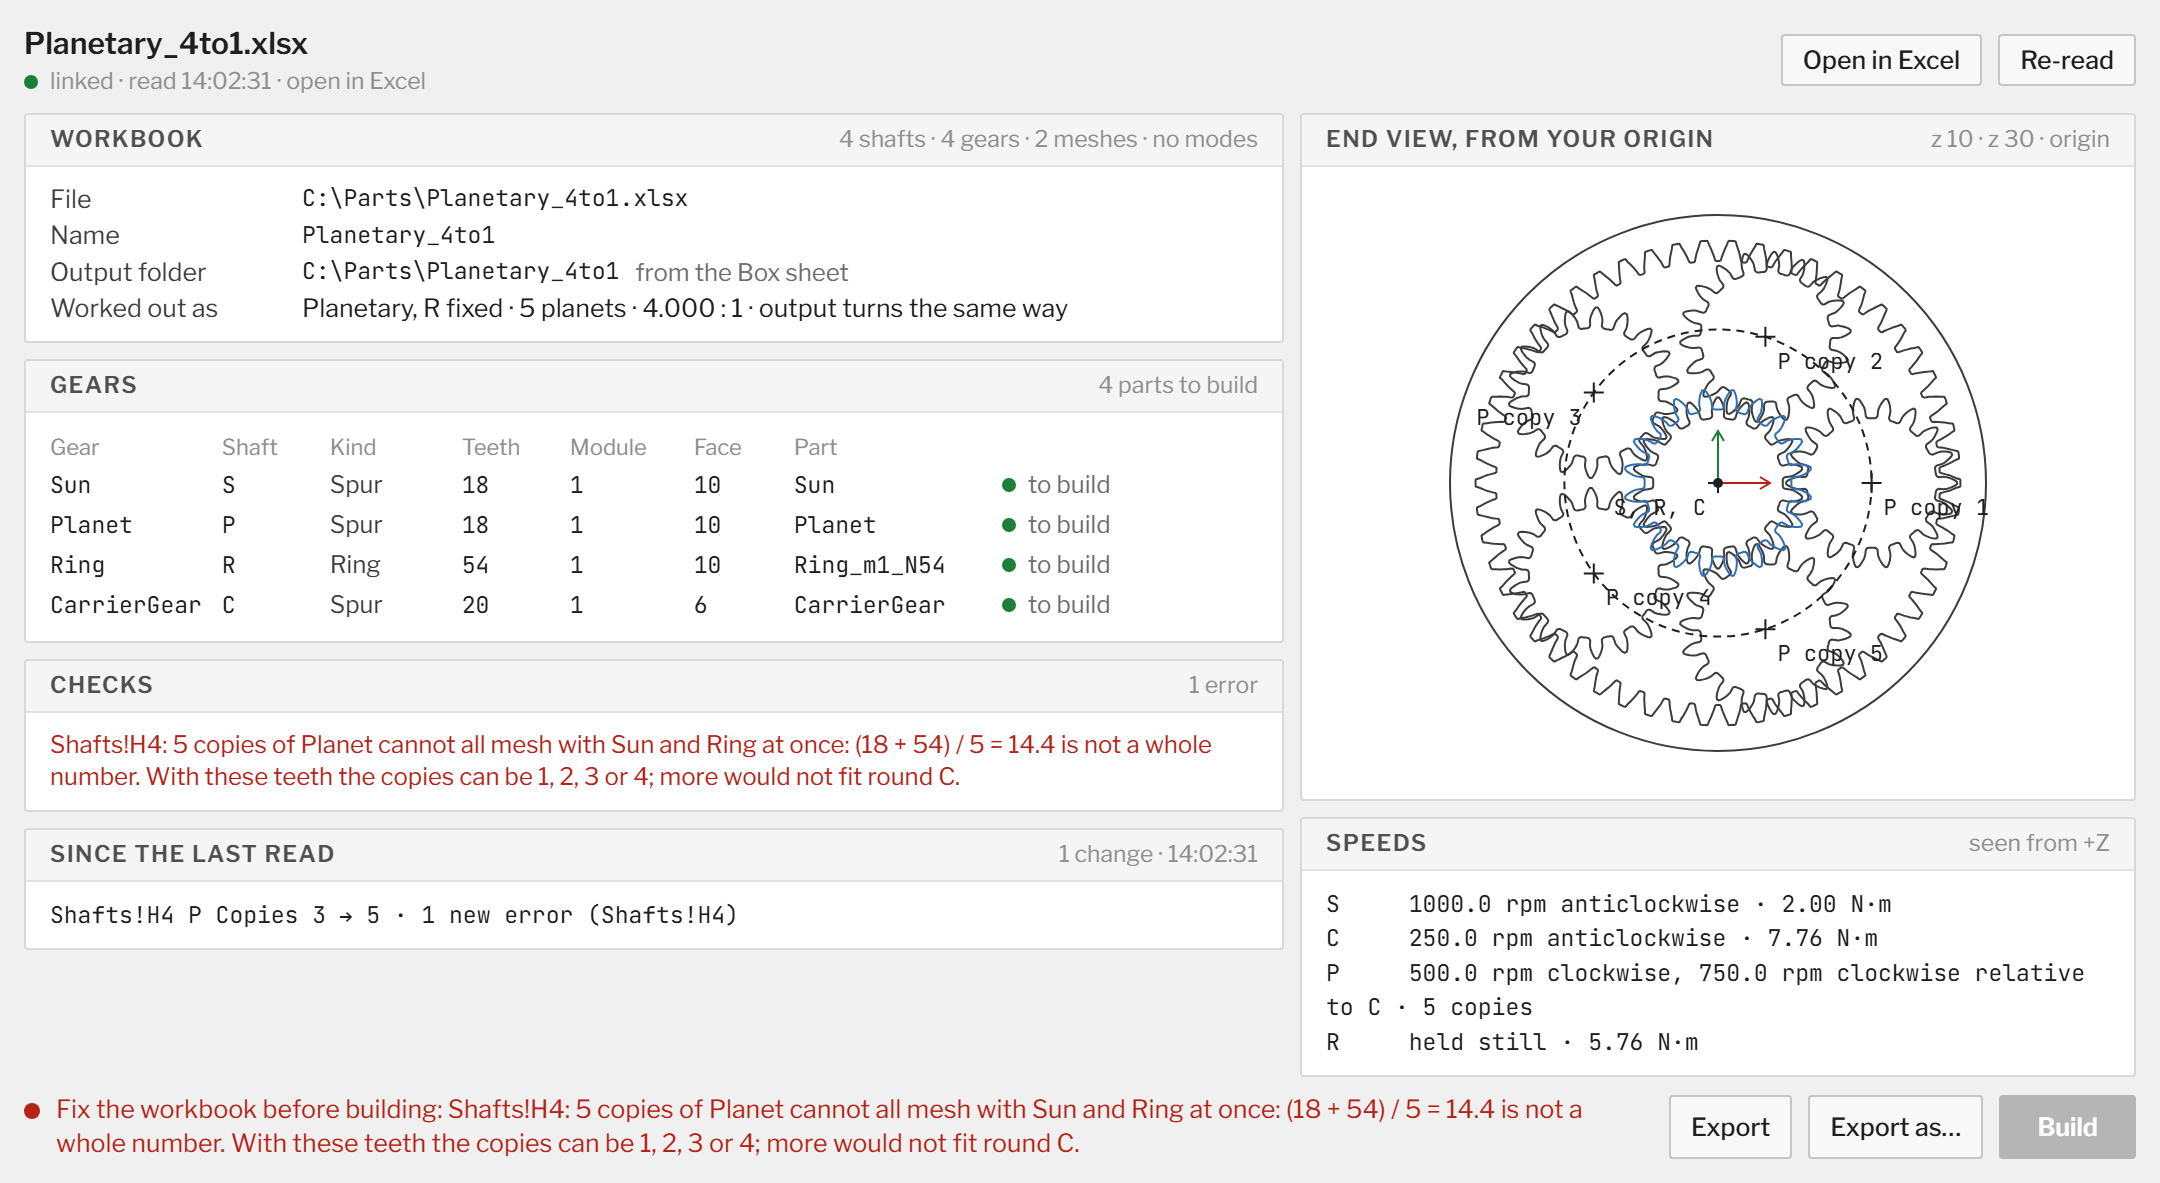 Planetary_4to1.xlsx
linked · read 14:02:31 · open in Excel
Open in Excel
Re-read
WORKBOOK
4 shafts · 4 gears · 2 meshes · no modes
File C:\Parts\Planetary_4to1.xlsx
Name Planetary_4to1
Output folder C:\Parts\Planetary_4to1 from the Box sheet
Worked out as Planetary, R fixed · 5 planets · 4.000 : 1 · output turns the same way
GEARS
4 parts to build
Gear Shaft Kind Teeth Module Face Part
Sun S Spur 18 1 10 Sun to build
Planet P Spur 18 1 10 Planet to build
Ring R Ring 54 1 10 Ring_m1_N54 to build
CarrierGear C Spur 20 1 6 CarrierGear to build
CHECKS
1 error
Shafts!H4: 5 copies of Planet cannot all mesh with Sun and Ring at once: (18 + 54) / 5 = 14.4 is not a whole
number. With these teeth the copies can be 1, 2, 3 or 4; more would not fit round C.
SINCE THE LAST READ
1 change · 14:02:31
Shafts!H4 P Copies 3 → 5 · 1 new error (Shafts!H4)
END VIEW, FROM YOUR ORIGIN
z 10 · z 30 · origin
P copy 2
P copy 3
S, R, C
P copy 1
P copy 4
P copy 5
SPEEDS
seen from +Z
S 1000.0 rpm anticlockwise · 2.00 N·m
C 250.0 rpm anticlockwise · 7.76 N·m
P 500.0 rpm clockwise, 750.0 rpm clockwise relative
to C · 5 copies
R held still · 5.76 N·m
Fix the workbook before building: Shafts!H4: 5 copies of Planet cannot all mesh with Sun and Ring at once: (18 + 54) / 5 = 14.4 is not a
whole number. With these teeth the copies can be 1, 2, 3 or 4; more would not fit round C.
Export
Export as...
Build